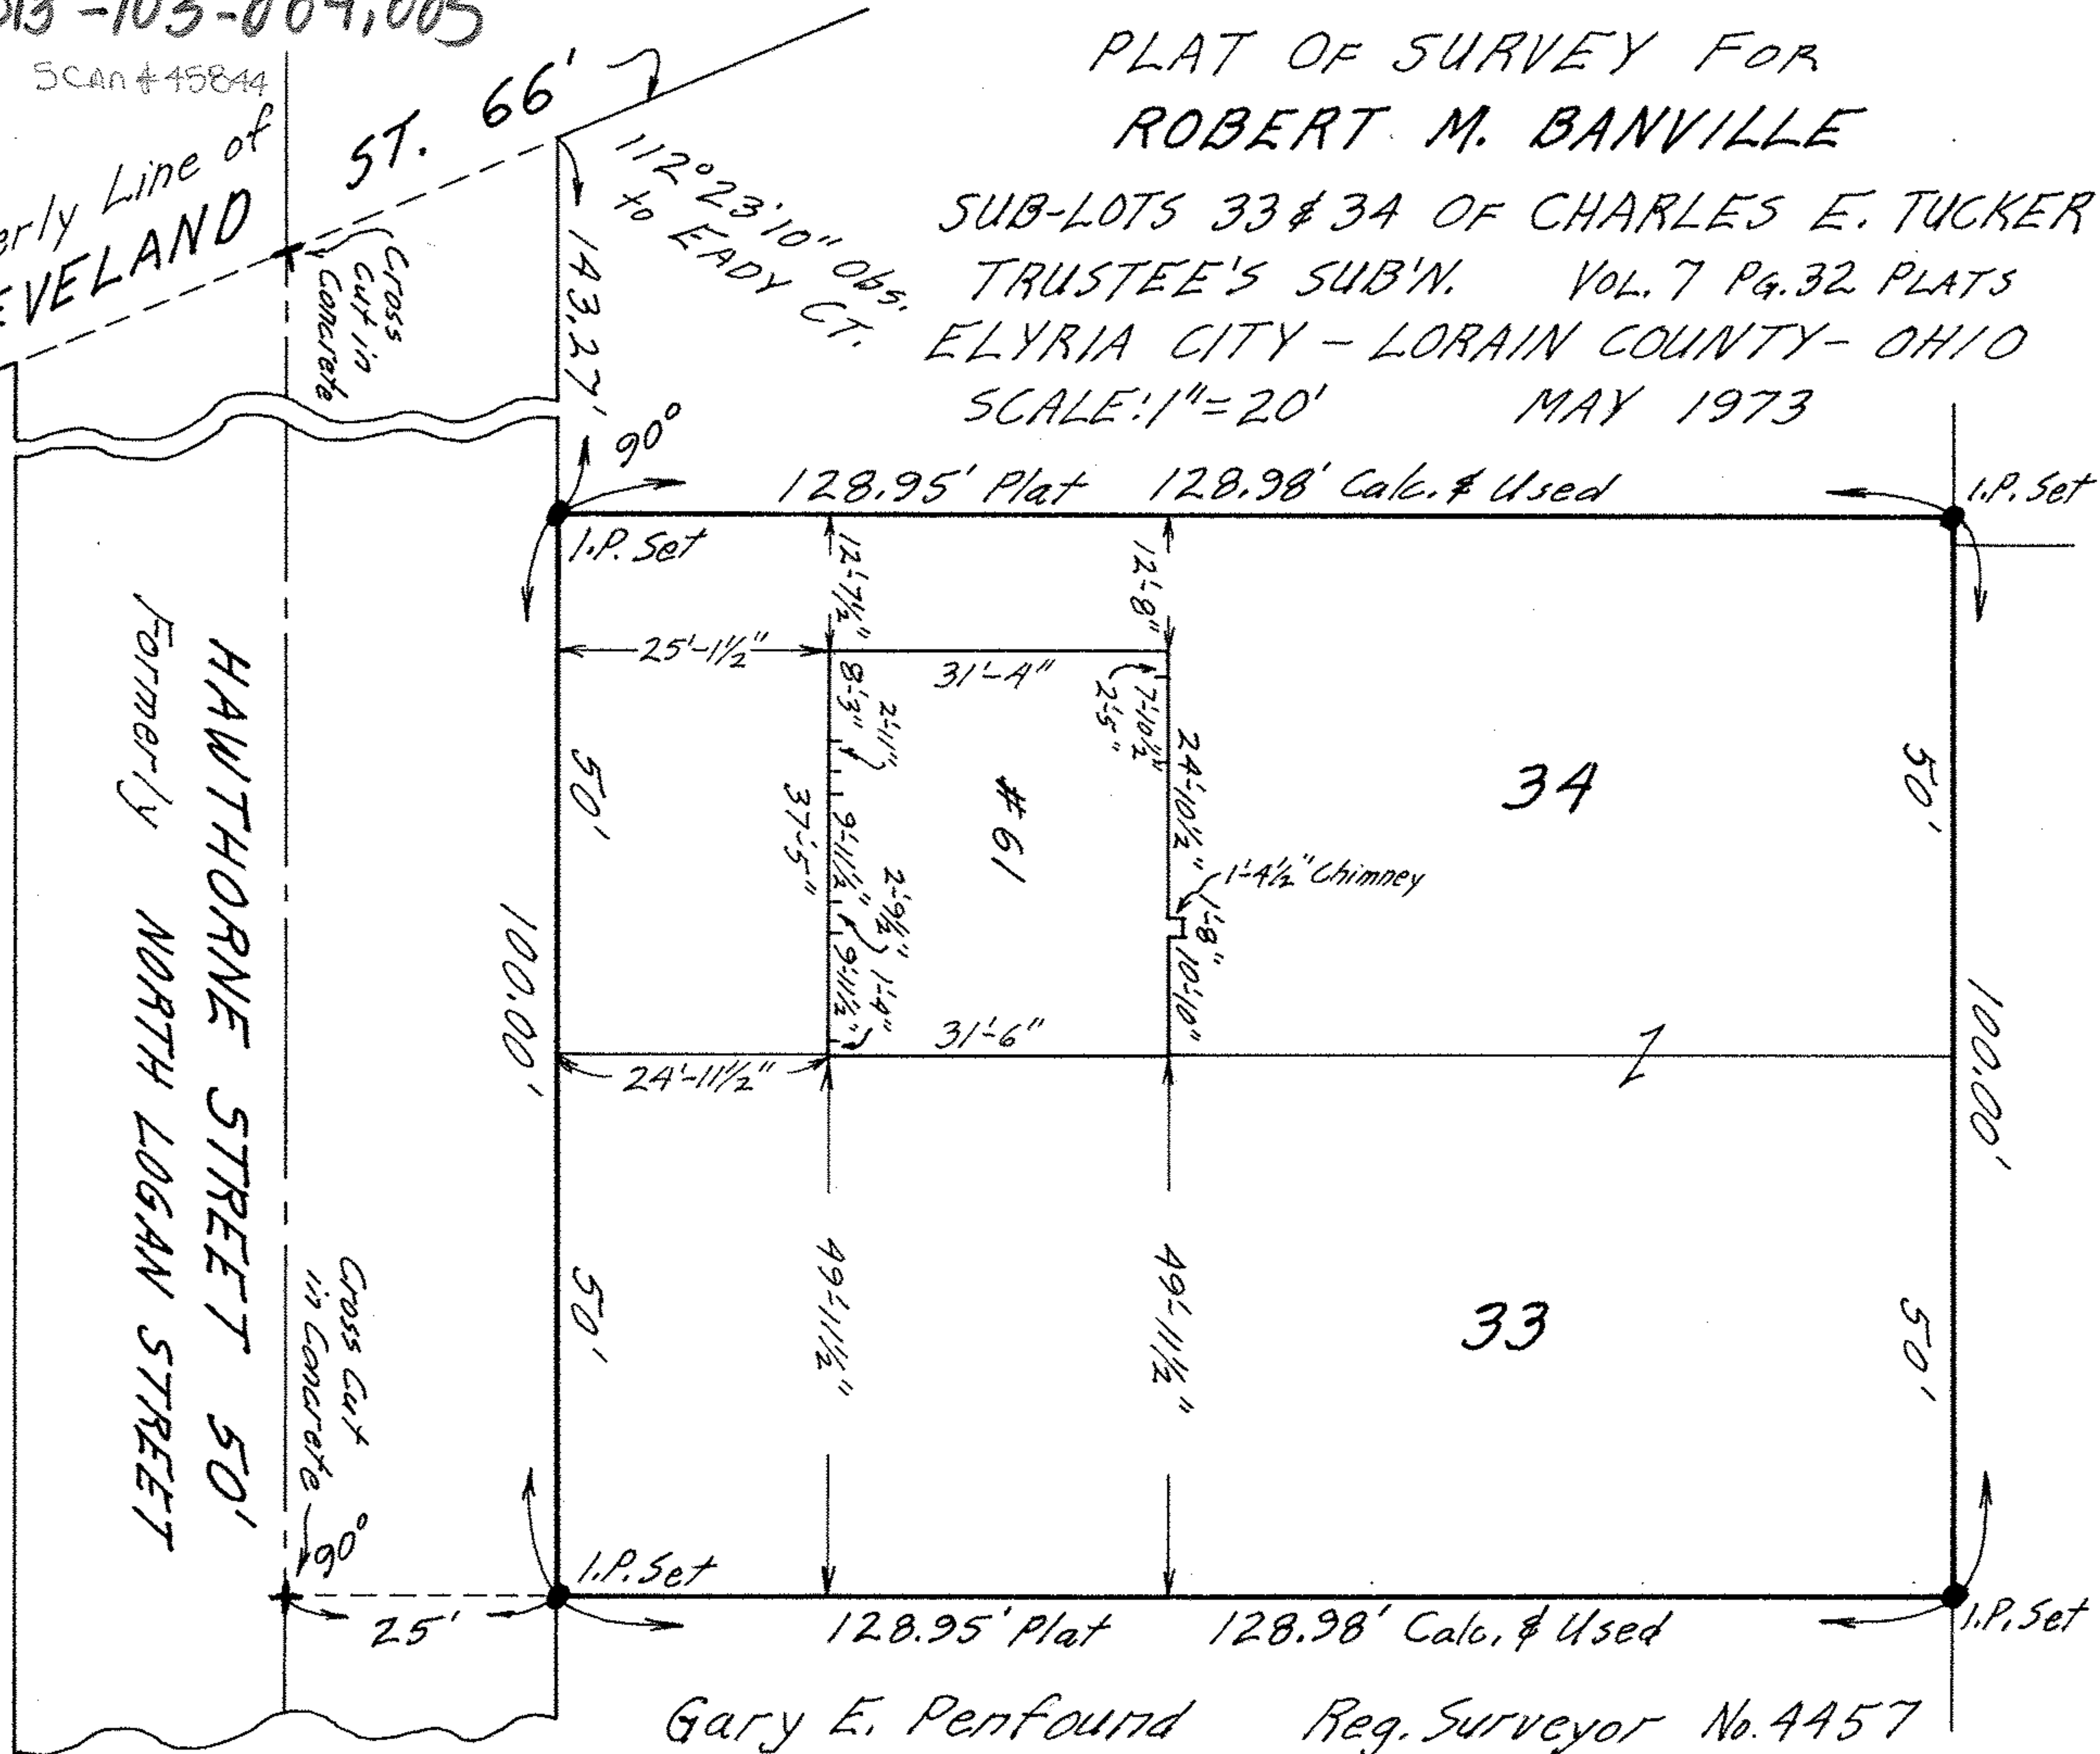 SCAN # 45844
erly Line of
EVELAND ST. 66'
112°23'10" Obs.
to EADY CT.
Cross
Cut in
Concrete
143.27'
90°
PLAT OF SURVEY FOR
ROBERT M. BANVILLE
SUB-LOTS 33 & 34 OF CHARLES E. TUCKER
TRUSTEE'S SUB'N. VOL. 7 PG. 32 PLATS
ELYRIA CITY - LORAIN COUNTY - OHIO
SCALE: 1"=20' MAY 1973
128.95' Plat 128.98' Calc. & Used
I.P. Set
I.P. Set
12'-7½"
12'-8"
25'-1½"
31'-4"
8'-3"
2'-11"
7'-10½"
2'-5"
24'-10½"
37'-5"
9'-11½"
2'-9½"
9'-11½"
1'-4"
# 61
1'-4½" Chimney
1'-8"
10'-10"
31'-6"
24'-11½"
50'
34
50'
100.00'
100.00'
HAWTHORNE STREET 50'
Formerly NORTH LOGAN STREET
50'
49'-11½"
49'-11½"
33
50'
Cross Cut
in Concrete
90°
25'
I.P. Set
I.P. Set
128.95' Plat 128.98' Calc. & Used
Gary E. Penfound Reg. Surveyor No. 4457